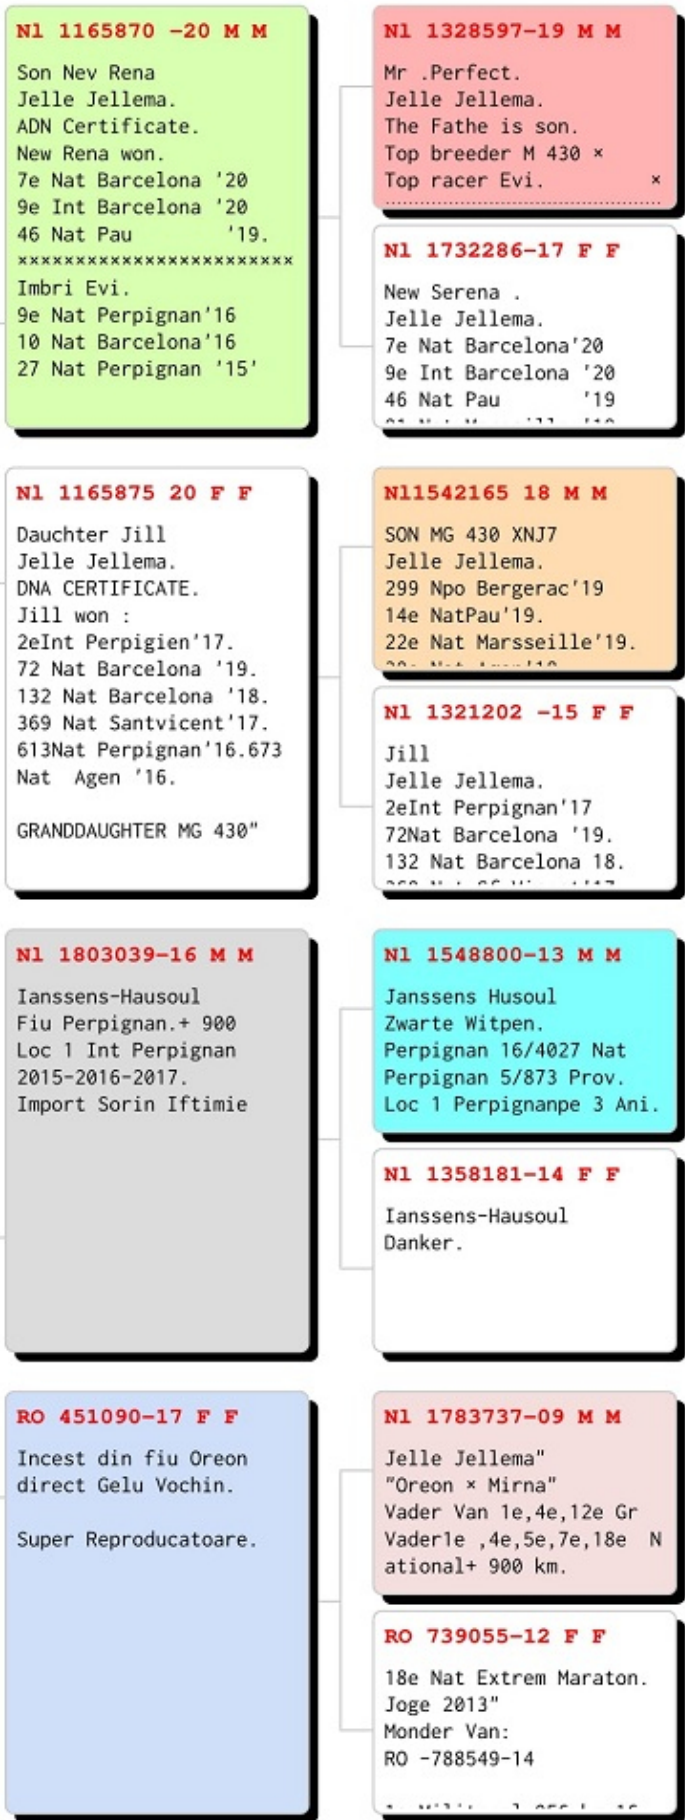 Nl 1165870 -20 M M
Son Nev Rena
Jelle Jellema.
ADN Certificate.
New Rena won.
7e Nat Barcelona '20
9e Int Barcelona '20
46 Nat Pau '19.
××××××××××××××××××××××××
Imbri Evi.
9e Nat Perpignan'16
10 Nat Barcelona'16
27 Nat Perpignan '15'
Nl 1328597-19 M M
Mr .Perfect.
Jelle Jellema.
The Fathe is son.
Top breeder M 430 ×
Top racer Evi. ×
Nl 1732286-17 F F
New Serena .
Jelle Jellema.
7e Nat Barcelona'20
9e Int Barcelona '20
46 Nat Pau '19
Nl 1165875 20 F F
Dauchter Jill
Jelle Jellema.
DNA CERTIFICATE.
Jill won :
2eInt Perpigien'17.
72 Nat Barcelona '19.
132 Nat Barcelona '18.
369 Nat Santvicent'17.
613Nat Perpignan'16.673
Nat Agen '16.
GRANDDAUGHTER MG 430"
Nl1542165 18 M M
SON MG 430 XNJ7
Jelle Jellema.
299 Npo Bergerac'19
14e NatPau'19.
22e Nat Marsseille'19.
Nl 1321202 -15 F F
Jill
Jelle Jellema.
2eInt Perpignan'17
72Nat Barcelona '19.
132 Nat Barcelona 18.
Nl 1803039-16 M M
Ianssens-Hausoul
Fiu Perpignan.+ 900
Loc 1 Int Perpignan
2015-2016-2017.
Import Sorin Iftimie
Nl 1548800-13 M M
Janssens Husoul
Zwarte Witpen.
Perpignan 16/4027 Nat
Perpignan 5/873 Prov.
Loc 1 Perpignanpe 3 Ani.
Nl 1358181-14 F F
Ianssens-Hausoul
Danker.
RO 451090-17 F F
Incest din fiu Oreon
direct Gelu Vochin.
Super Reproducatoare.
Nl 1783737-09 M M
Jelle Jellema"
"Oreon × Mirna"
Vader Van 1e,4e,12e Gr
Vader1e ,4e,5e,7e,18e N
ational+ 900 km.
RO 739055-12 F F
18e Nat Extrem Maraton.
Joge 2013"
Monder Van:
RO -788549-14